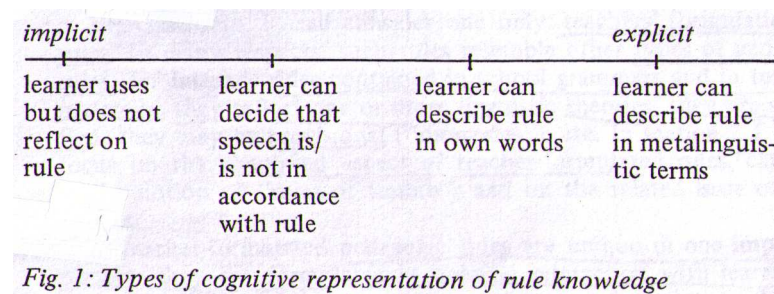 implicit
explicit
learner uses
but does not
reflect on
rule
learner can
decide that
speech is/
is not in
accordance
with rule
learner can
describe rule
in own words
learner can
describe rule
in metalinguis-
tic terms
Fig. 1: Types of cognitive representation of rule knowledge